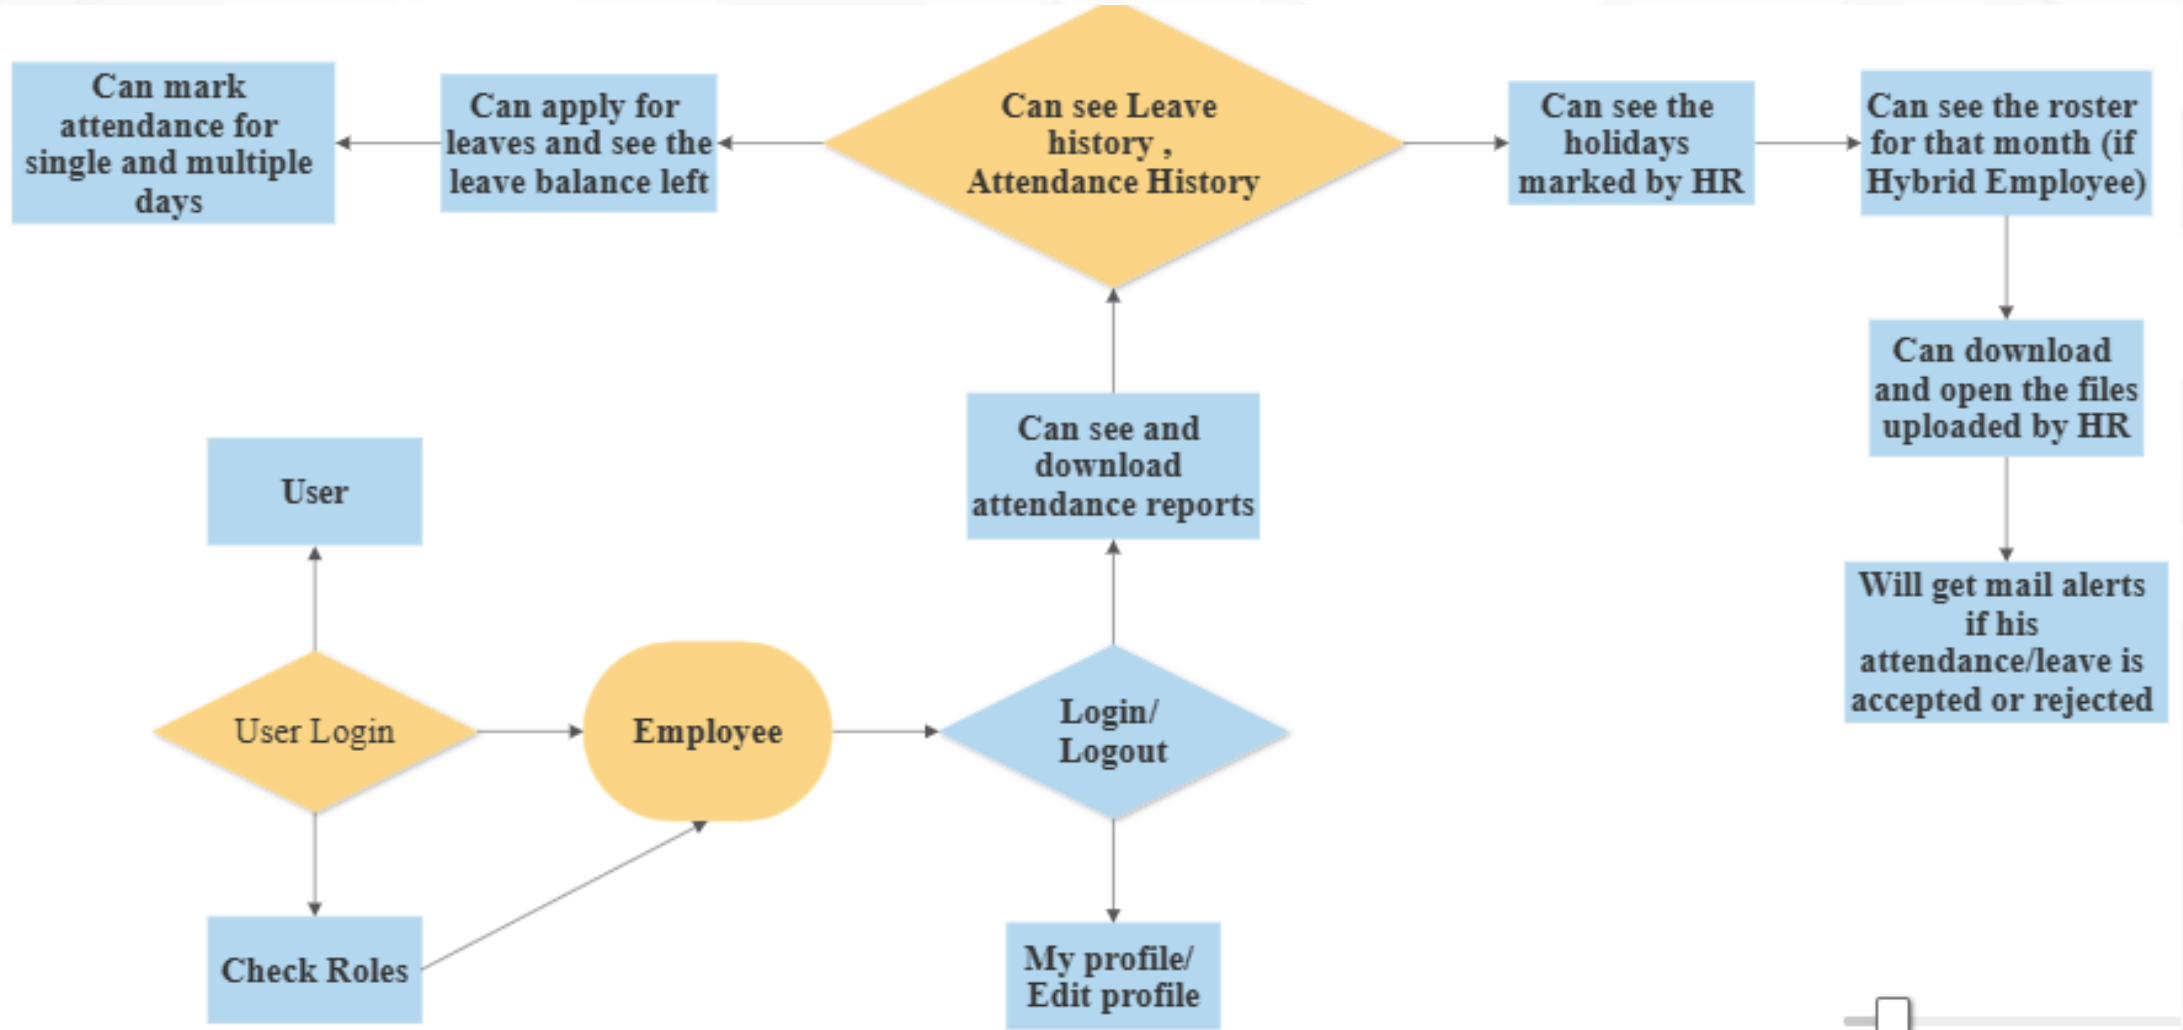 Can mark
attendance for
single and multiple
days
Can apply for
leaves and see the
leave balance left
Can see Leave
history ,
Attendance History
Can see the
holidays
marked by HR
Can see the roster
for that month (if
Hybrid Employee)
Can download
and open the files
uploaded by HR
Can see and
download
attendance reports
User
Will get mail alerts
if his
attendance/leave is
accepted or rejected
User Login
Employee
Login/
Logout
Check Roles
My profile/
Edit profile